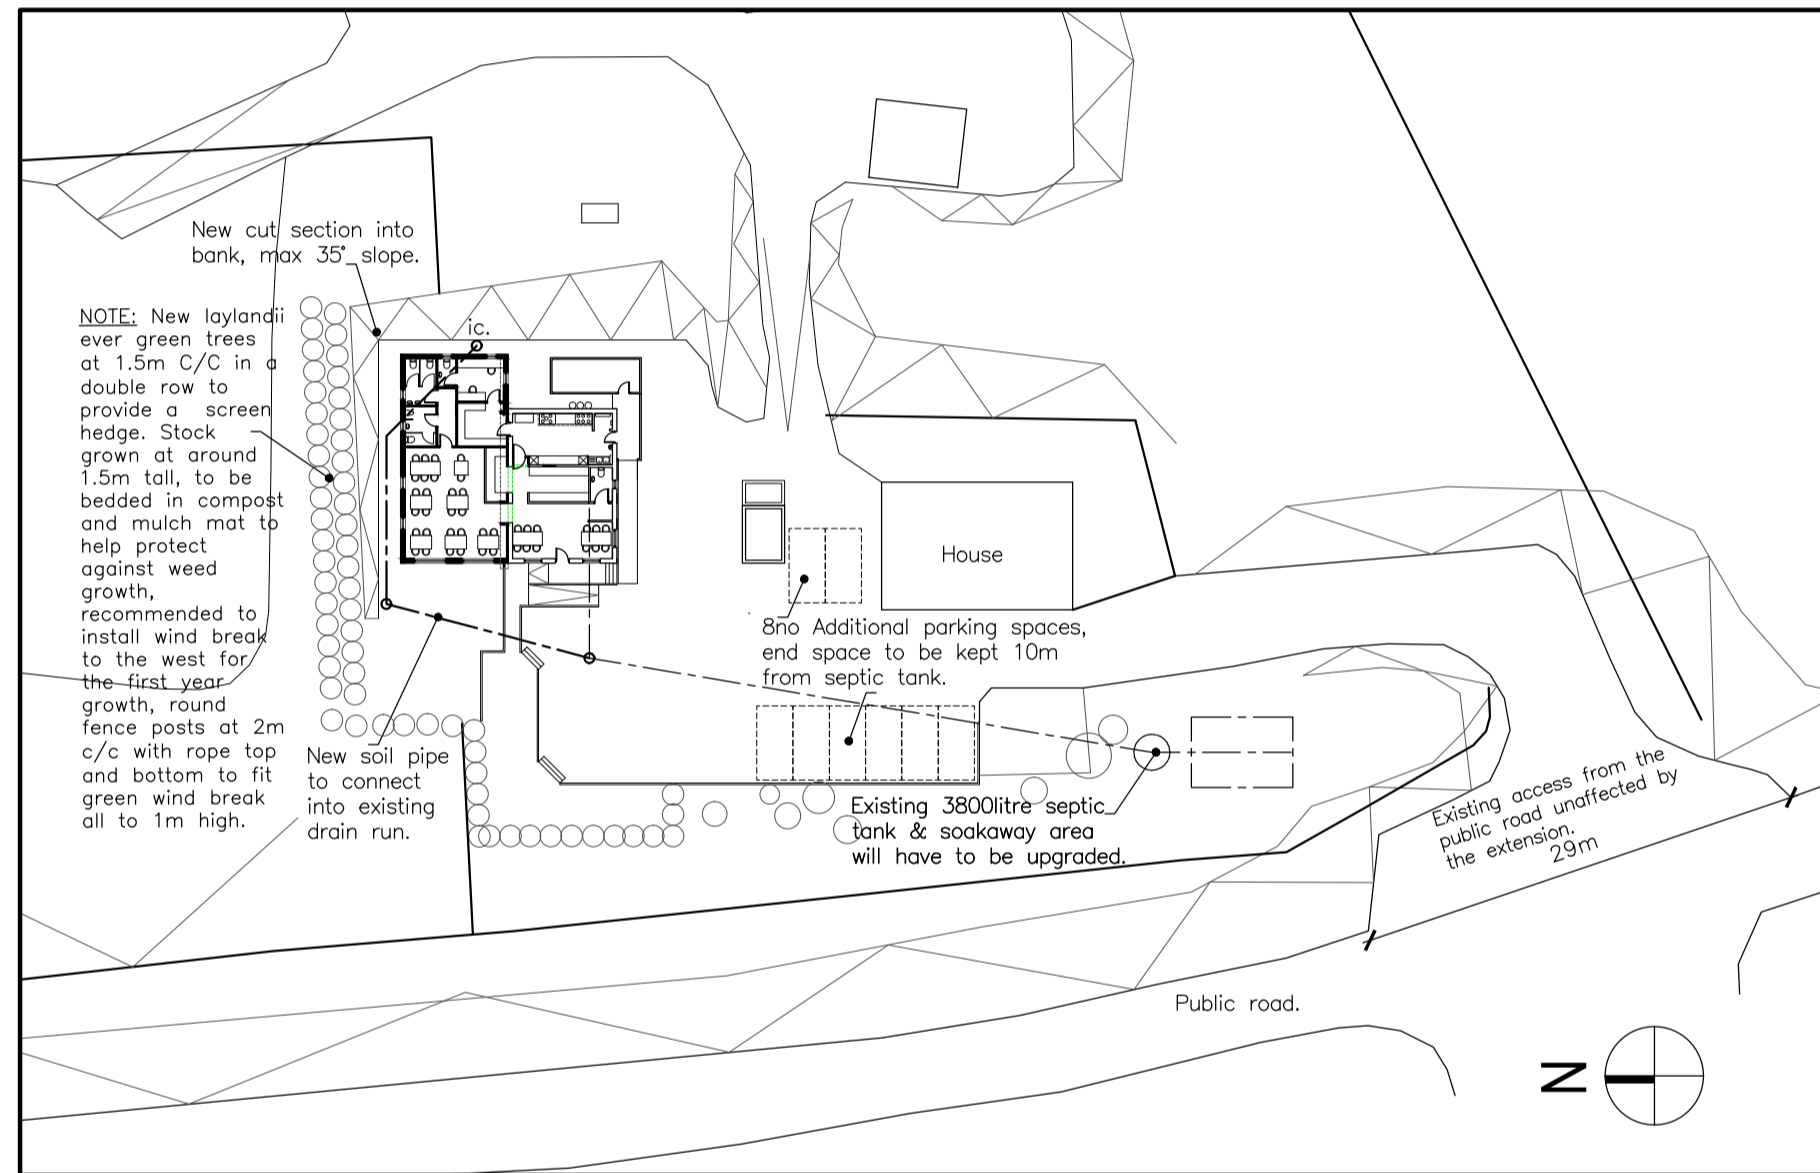 New cut section into
bank, max 35° slope.
NOTE: New laylandii
ever green trees
at 1.5m C/C in a
double row to
provide a screen
hedge. Stock
grown at around
1.5m tall, to be
bedded in compost
and mulch mat to
help protect
against weed
growth,
recommended to
install wind break
to the west for
the first year
growth, round
fence posts at 2m
c/c with rope top
and bottom to fit
green wind break
all to 1m high.
ic.
House
8no Additional parking spaces,
end space to be kept 10m
from septic tank.
New soil pipe
to connect
into existing
drain run.
Existing 3800litre septic
tank & soakaway area
will have to be upgraded.
Existing access from the
public road unaffected by
the extension.
29m
Public road.
N